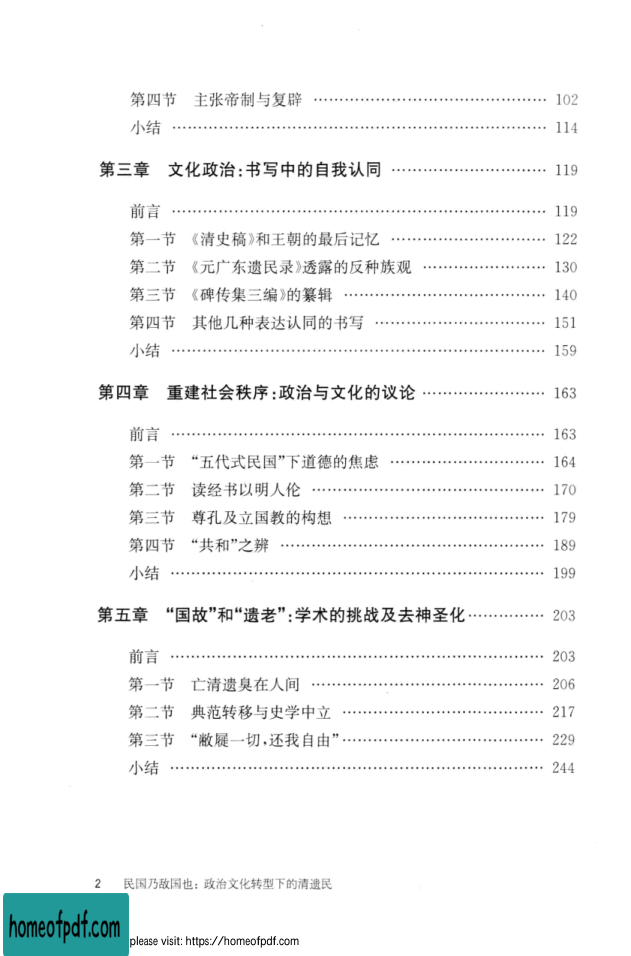 第四节 主张帝制与复辟 …… 102
小结 …… 114
第三章 文化政治:书写中的自我认同 …… 119
前言 …… 119
第一节 《清史稿》和王朝的最后记忆 …… 122
第二节 《元广东遗民录》透露的反种族观 …… 130
第三节 《碑传集三编》的纂辑 …… 140
第四节 其他几种表达认同的书写 …… 151
小结 …… 159
第四章 重建社会秩序:政治与文化的议论 …… 163
前言 …… 163
第一节 “五代式民国”下道德的焦虑 …… 164
第二节 读经书以明人伦 …… 170
第三节 尊孔及立国教的构想 …… 179
第四节 “共和”之辨 …… 189
小结 …… 199
第五章 “国故”和“遗老”:学术的挑战及去神圣化 …… 203
前言 …… 203
第一节 亡清遗臭在人间 …… 206
第二节 典范转移与史学中立 …… 217
第三节 “敝屣一切,还我自由” …… 229
小结 …… 244
2 民国乃敌国也:政治文化转型下的清遗民
homeofpdf.com
please visit: https://homeofpdf.com